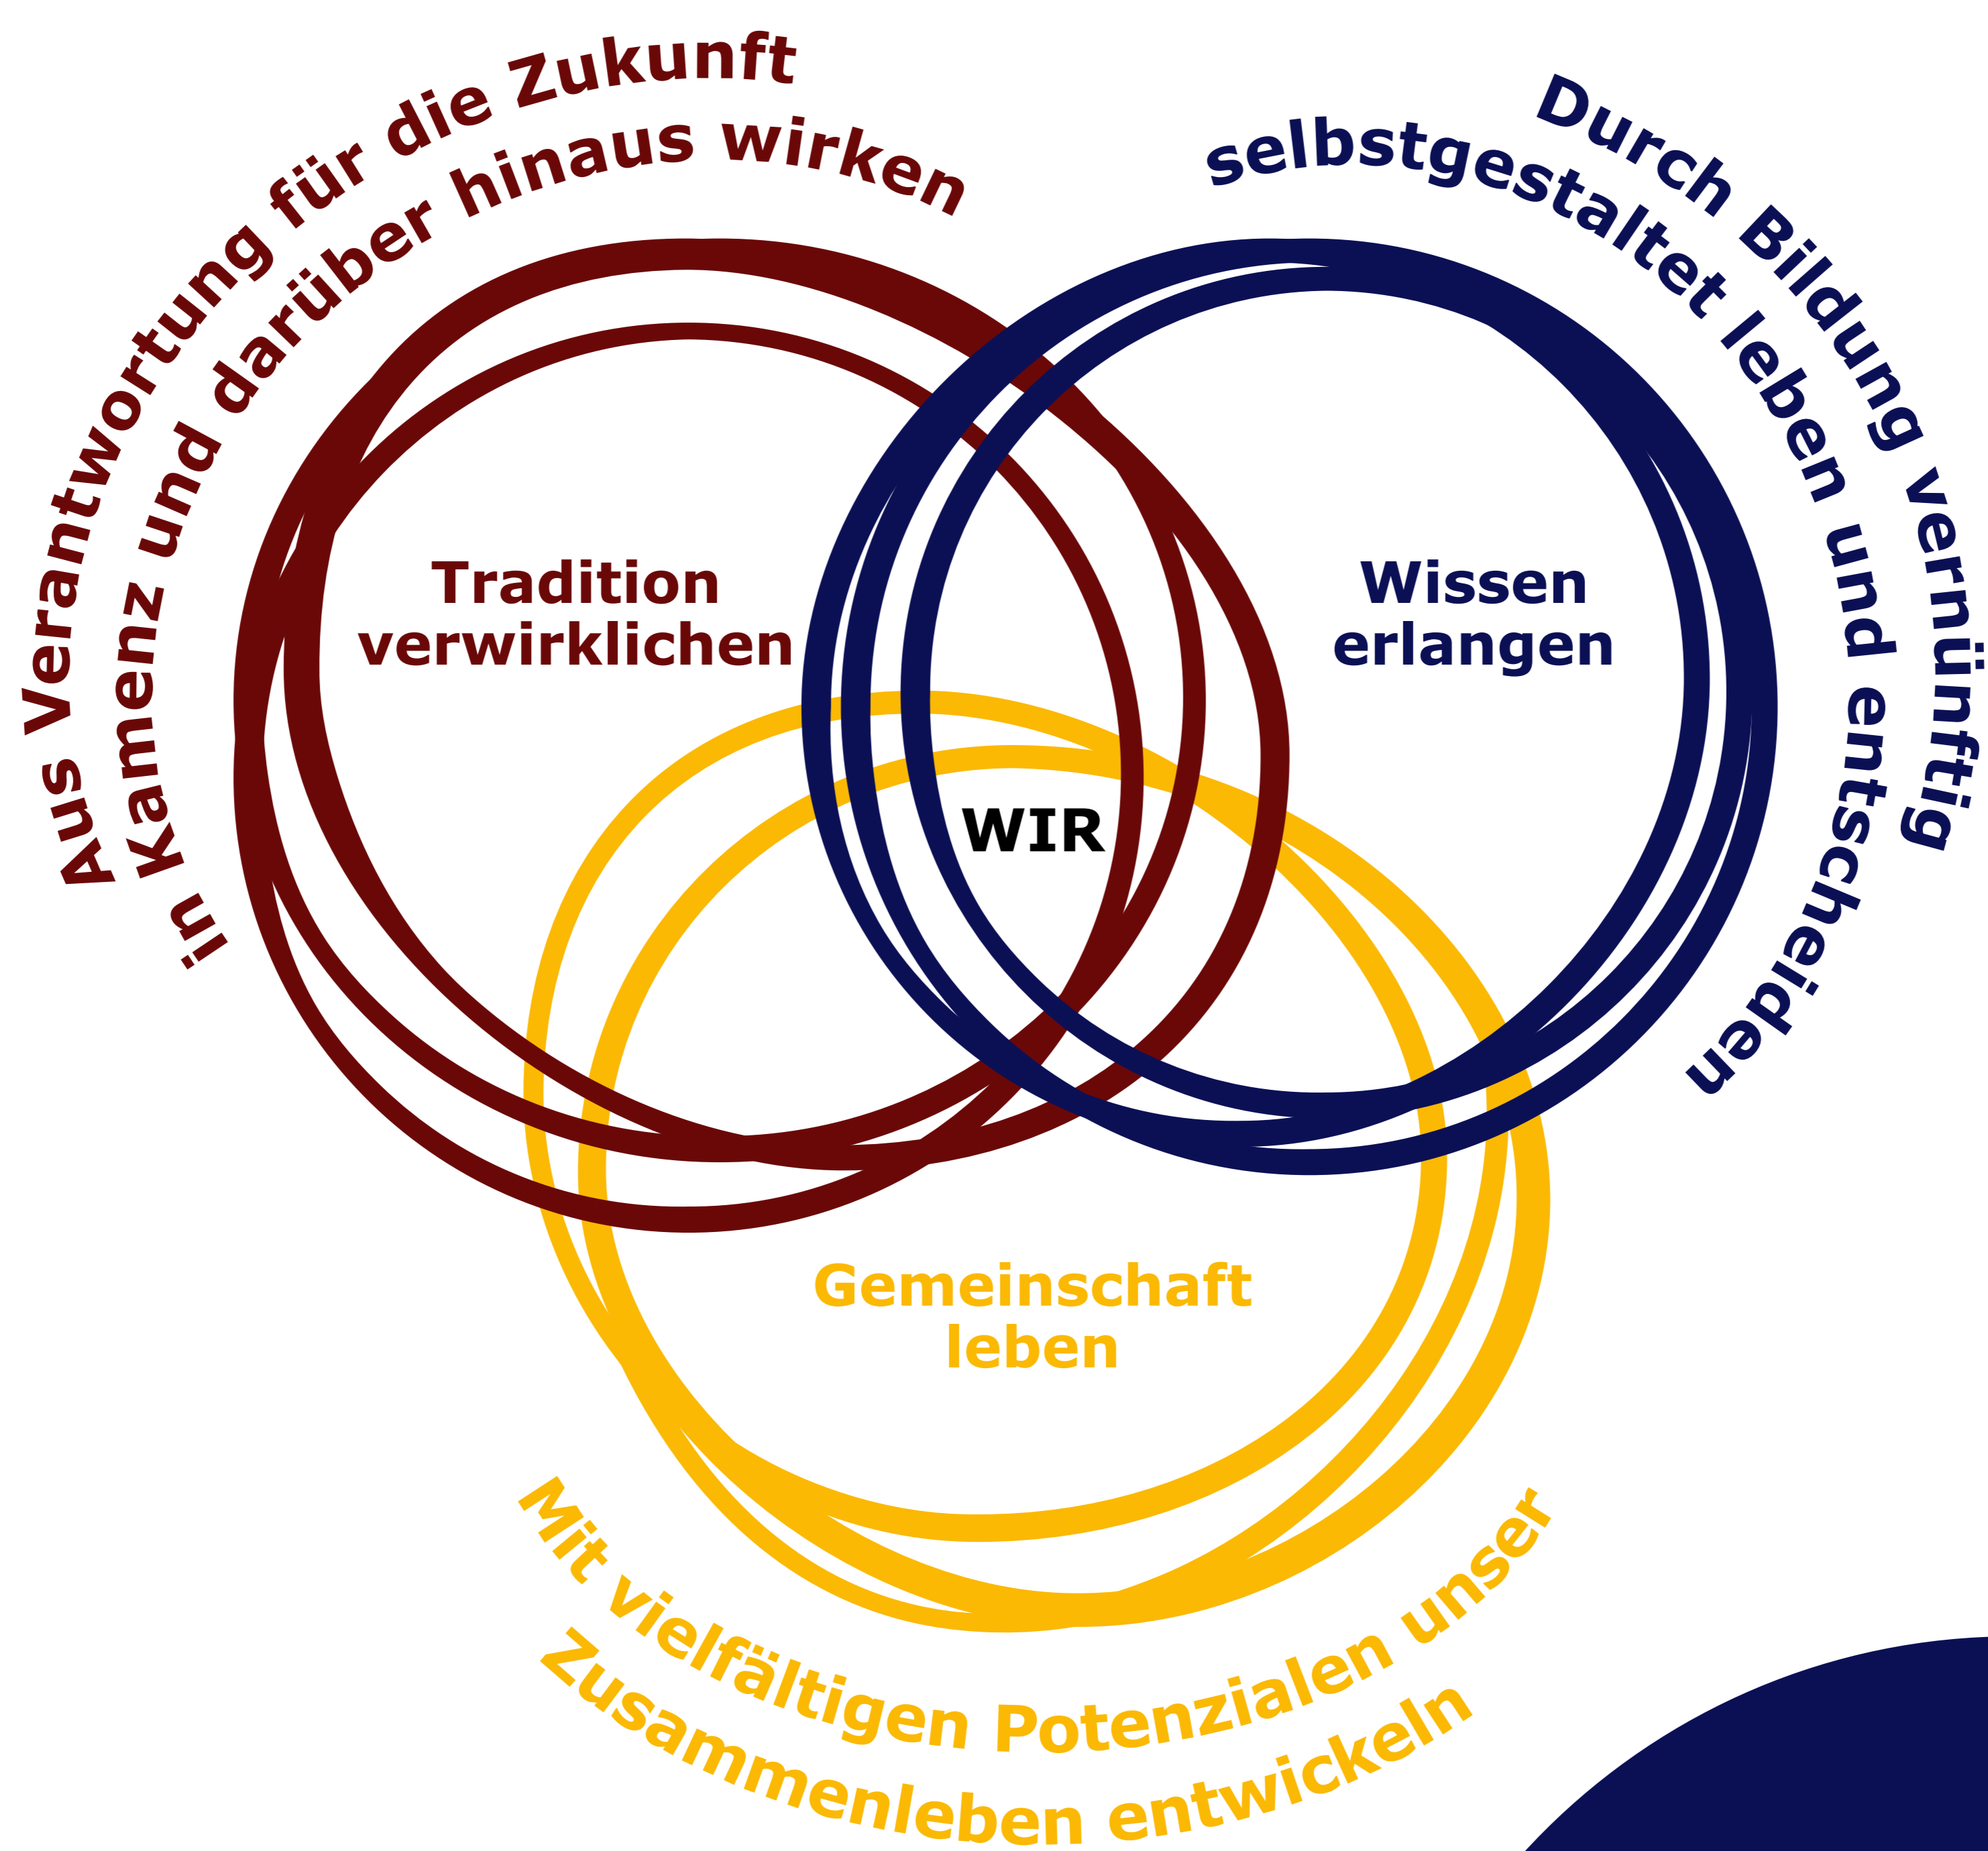 Aus Verantwortung für die Zukunft
in Kamenz und darüber hinaus wirken
Durch Bildung vernünftig
selbstgestaltet leben und entscheiden
Tradition
verwirklichen
Wissen
erlangen
WIR
Gemeinschaft
leben
Mit vielfältigen Potenzialen unser
Zusammenleben entwickeln